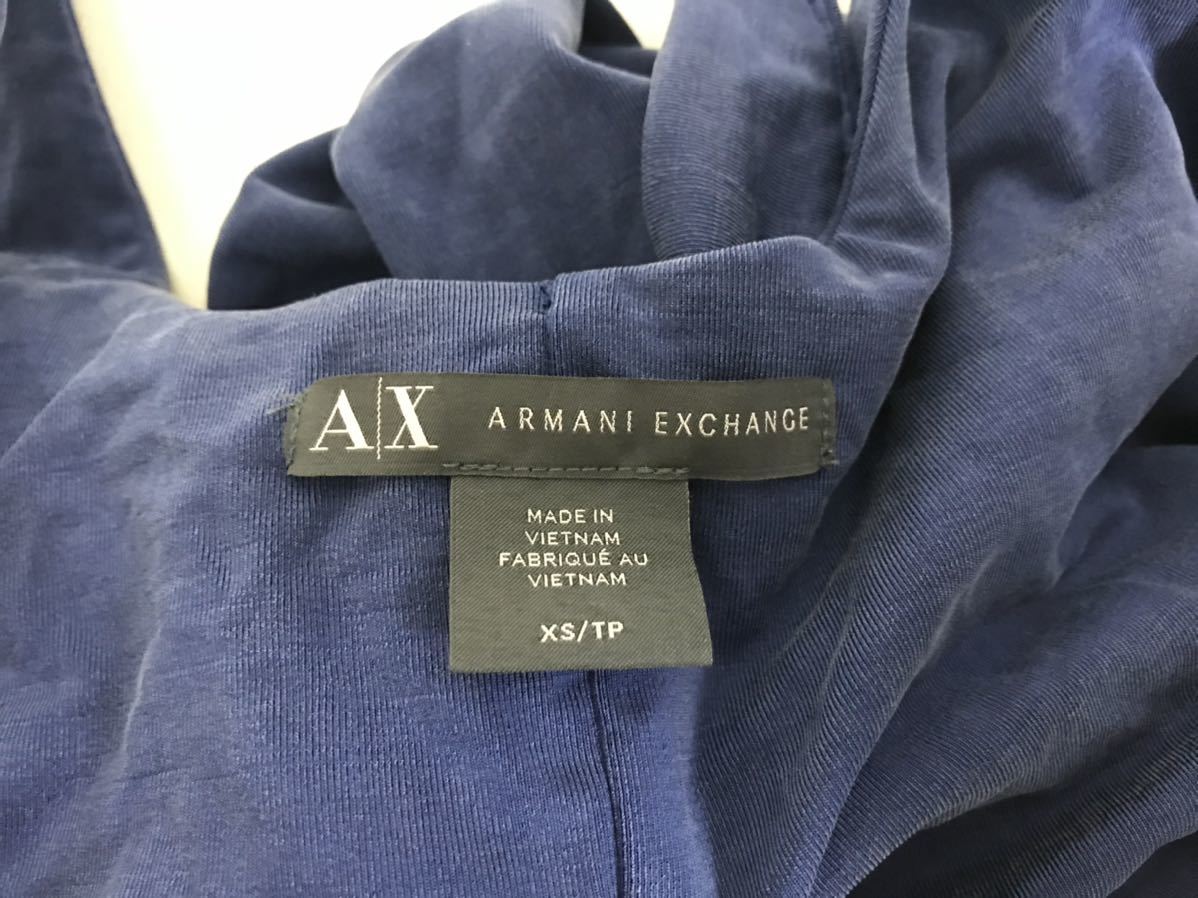 A|X ARMANI EXCHANGE
MADE IN
VIETNAM
FABRIQUÉ AU
VIETNAM
XS/TP